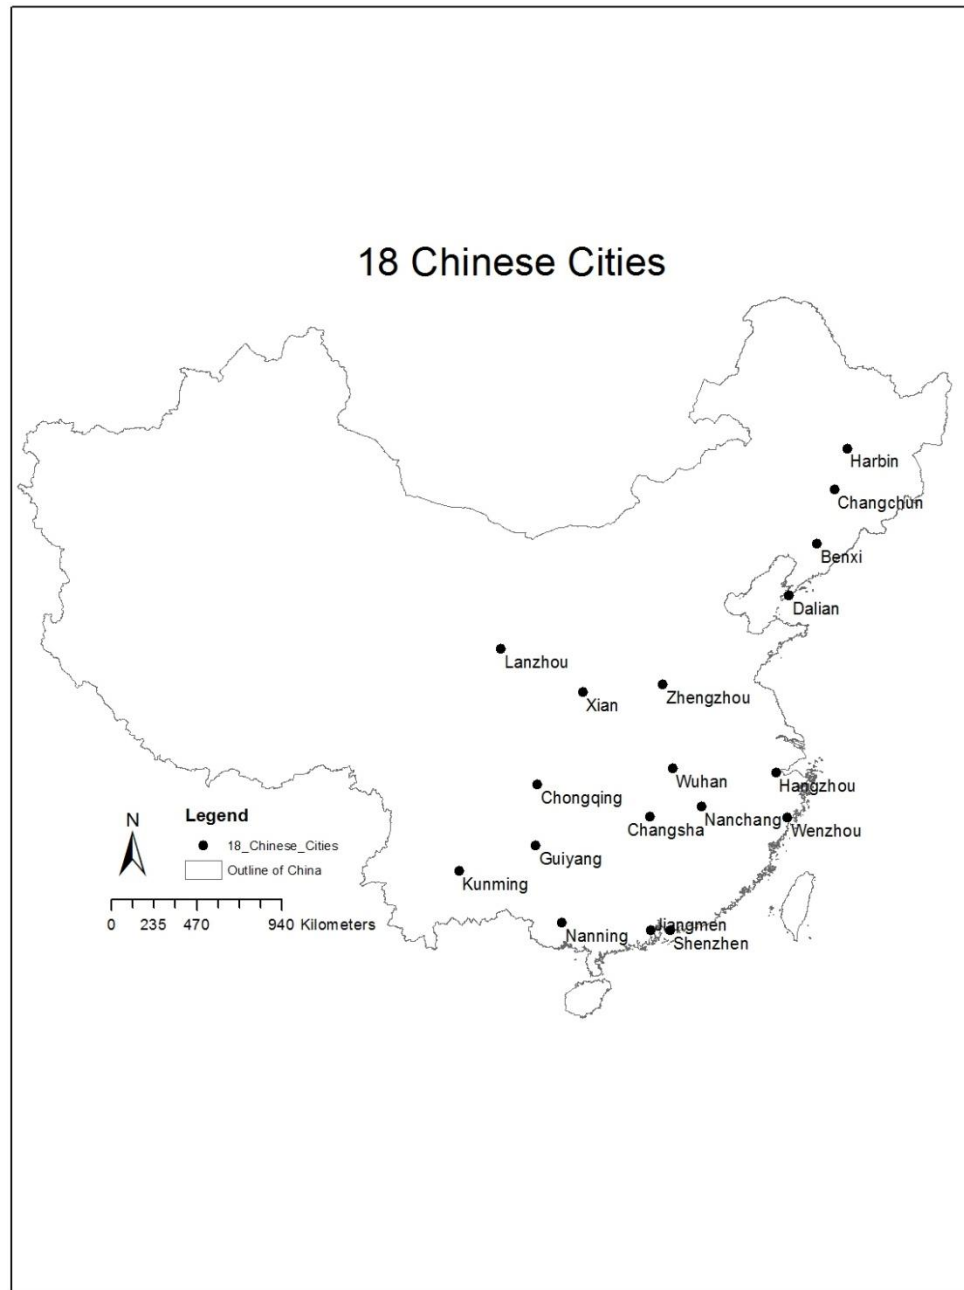 18 Chinese Cities
Harbin
Changchun
Benxi
Dalian
Lanzhou
Xian
Zhengzhou
Wuhan
Hangzhou
Chongqing
Changsha
Nanchang
Wenzhou
Guiyang
Kunming
Nanning
Jiangmen
Shenzhen
N
Legend
18_Chinese_Cities
Outline of China
0 235 470 940 Kilometers